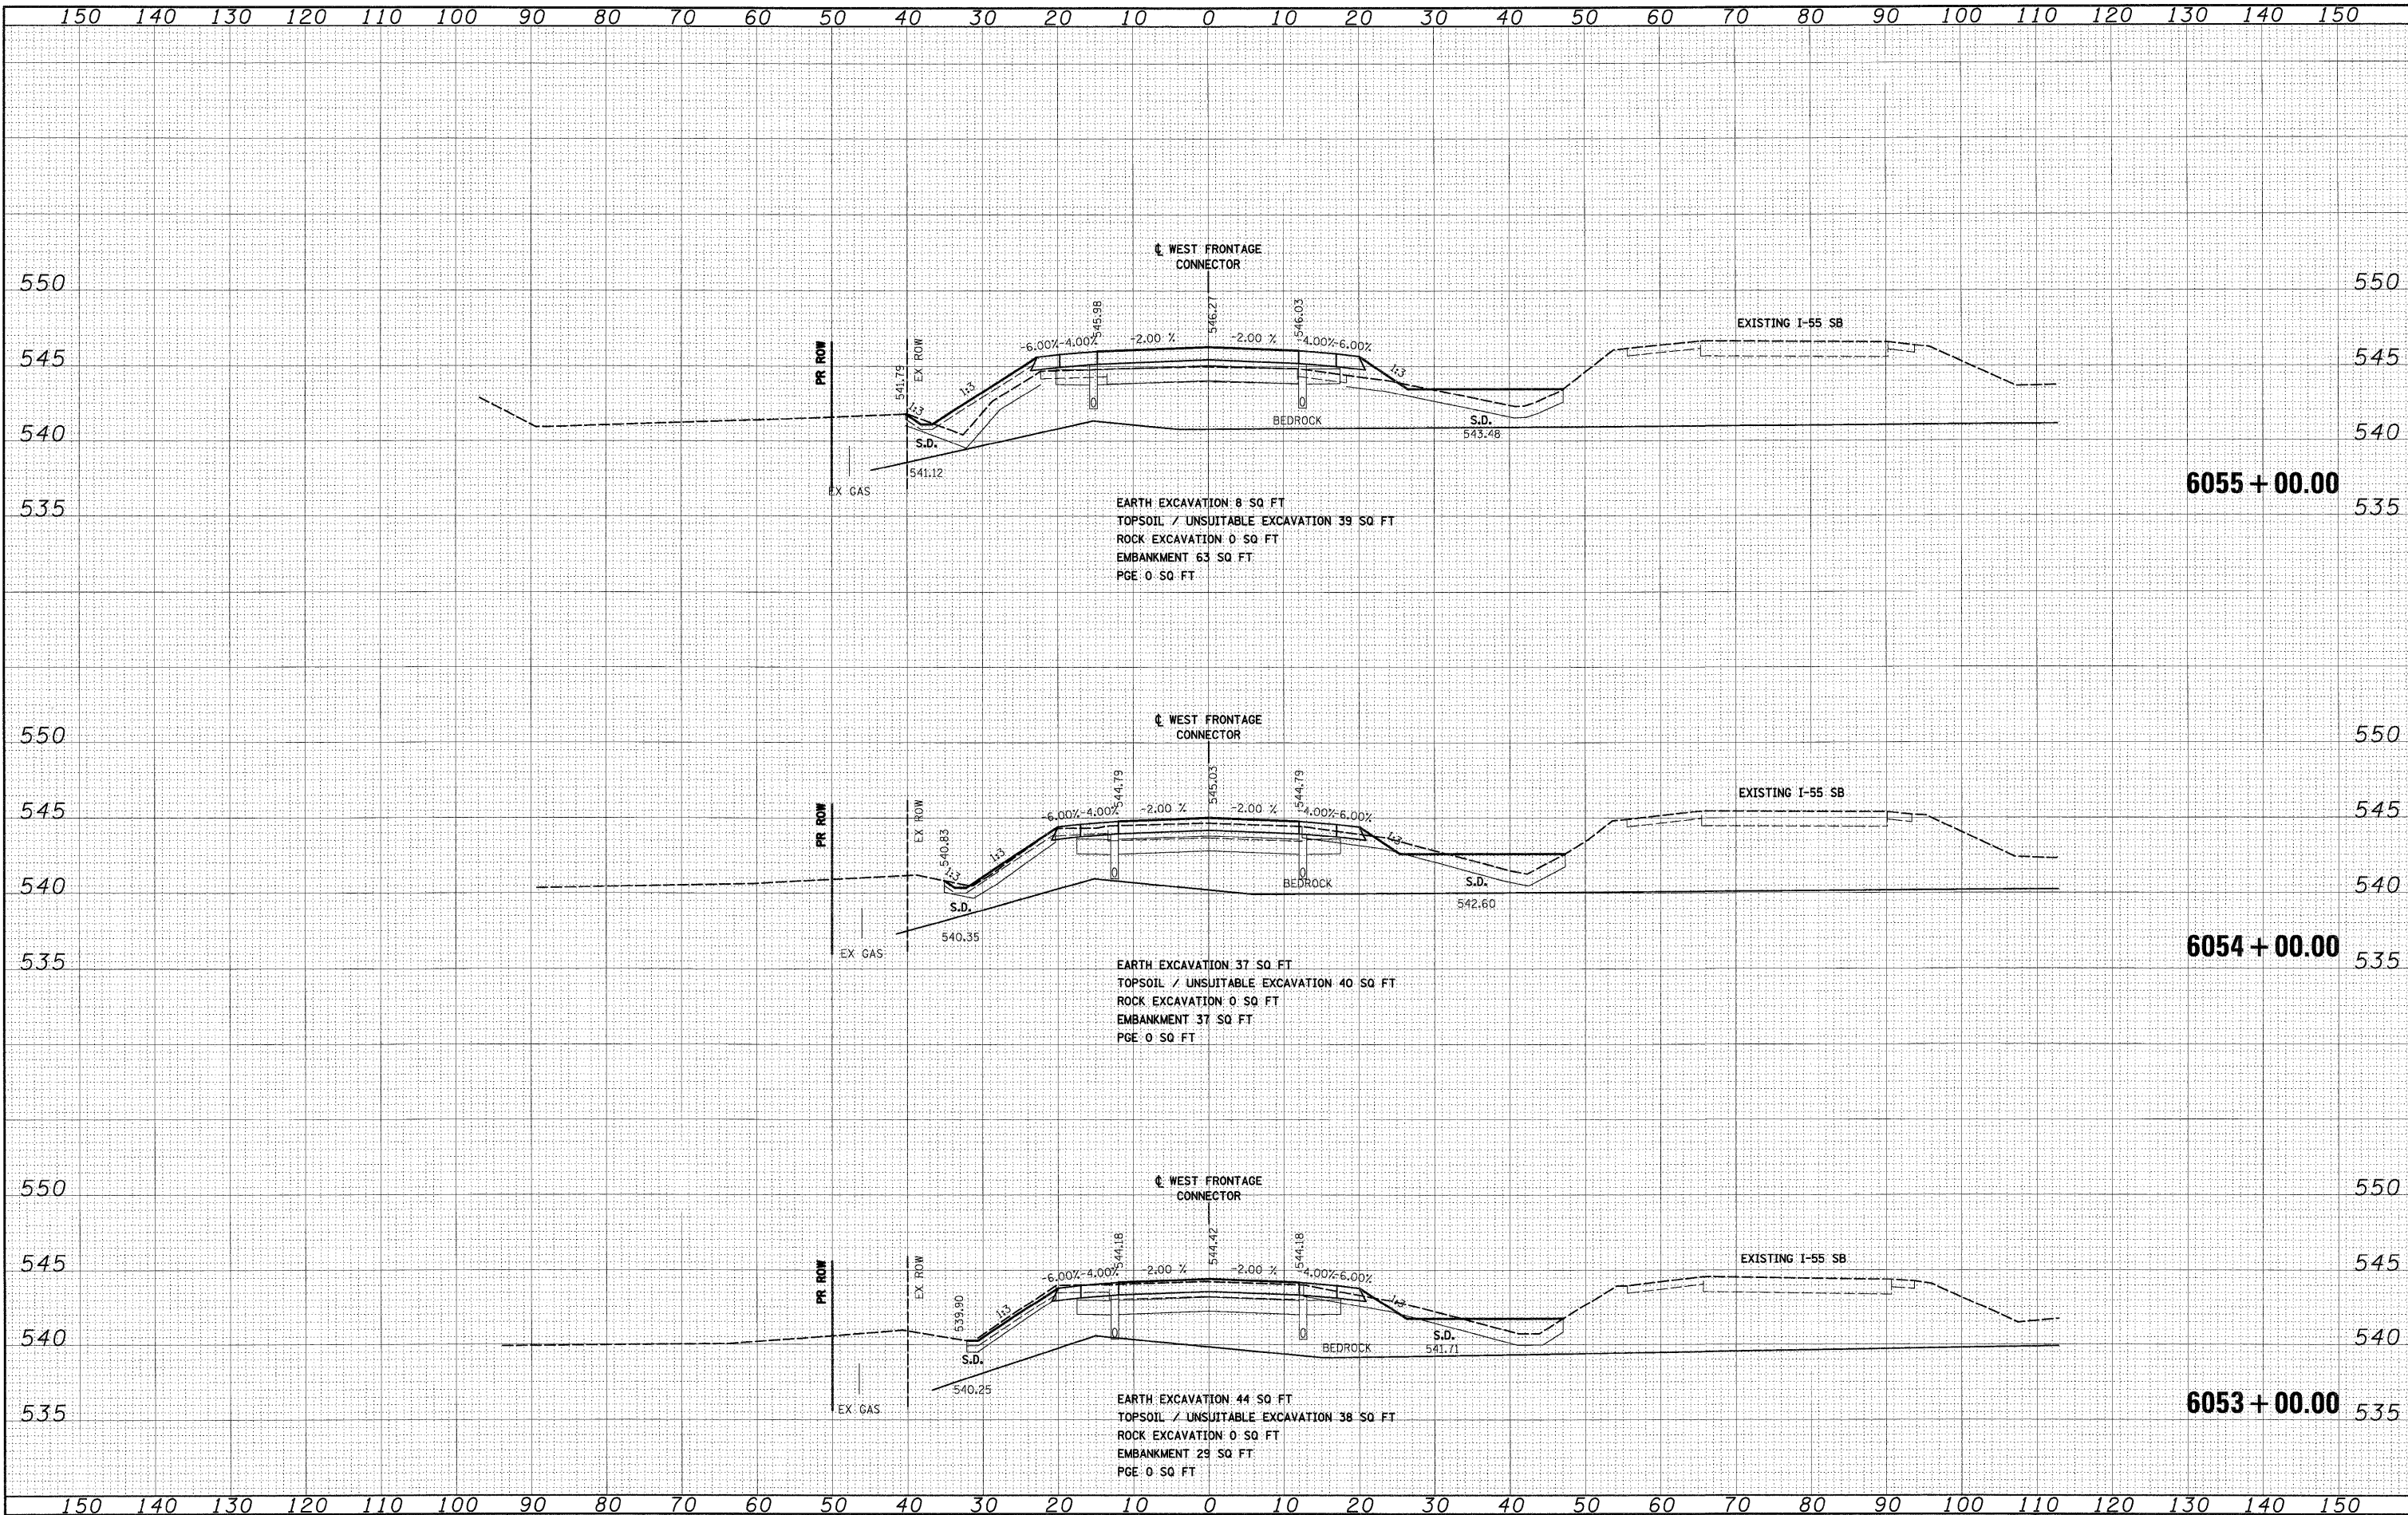 150 140 130 120 110 100 90 80 70 60 50 40 30 20 10 0 10 20 30 40 50 60 70 80 90 100 110 120 130 140 150
℄ WEST FRONTAGE
CONNECTOR
550 550
545.98 546.27 546.03
EXISTING I-55 SB
-6.00% -4.00% -2.00 % -2.00 % -4.00% -6.00%
545 545
PR ROW
EX ROW
541.79
1:3
1:3
1:3
BEDROCK
S.D.
543.48
540 540
S.D.
541.12
EX GAS
6055 + 00.00
535 535
EARTH EXCAVATION 8 SQ FT
TOPSOIL / UNSUITABLE EXCAVATION 39 SQ FT
ROCK EXCAVATION 0 SQ FT
EMBANKMENT 63 SQ FT
PGE 0 SQ FT
℄ WEST FRONTAGE
CONNECTOR
550 550
544.79 545.03 544.79
EXISTING I-55 SB
-6.00% -4.00% -2.00 % -2.00 % -4.00% -6.00%
545 545
PR ROW
EX ROW
540.83
1:3
1:3
1:3
BEDROCK
S.D.
542.60
540 540
S.D.
540.35
EX GAS
6054 + 00.00
535 535
EARTH EXCAVATION 37 SQ FT
TOPSOIL / UNSUITABLE EXCAVATION 40 SQ FT
ROCK EXCAVATION 0 SQ FT
EMBANKMENT 37 SQ FT
PGE 0 SQ FT
℄ WEST FRONTAGE
CONNECTOR
550 550
544.18 544.42 544.18
EXISTING I-55 SB
-6.00% -4.00% -2.00 % -2.00 % -4.00% -6.00%
545 545
PR ROW
EX ROW
539.90
1:3
1:3
BEDROCK
S.D.
541.71
540 540
S.D.
540.25
EX GAS
6053 + 00.00
535 535
EARTH EXCAVATION 44 SQ FT
TOPSOIL / UNSUITABLE EXCAVATION 38 SQ FT
ROCK EXCAVATION 0 SQ FT
EMBANKMENT 29 SQ FT
PGE 0 SQ FT
150 140 130 120 110 100 90 80 70 60 50 40 30 20 10 0 10 20 30 40 50 60 70 80 90 100 110 120 130 140 150